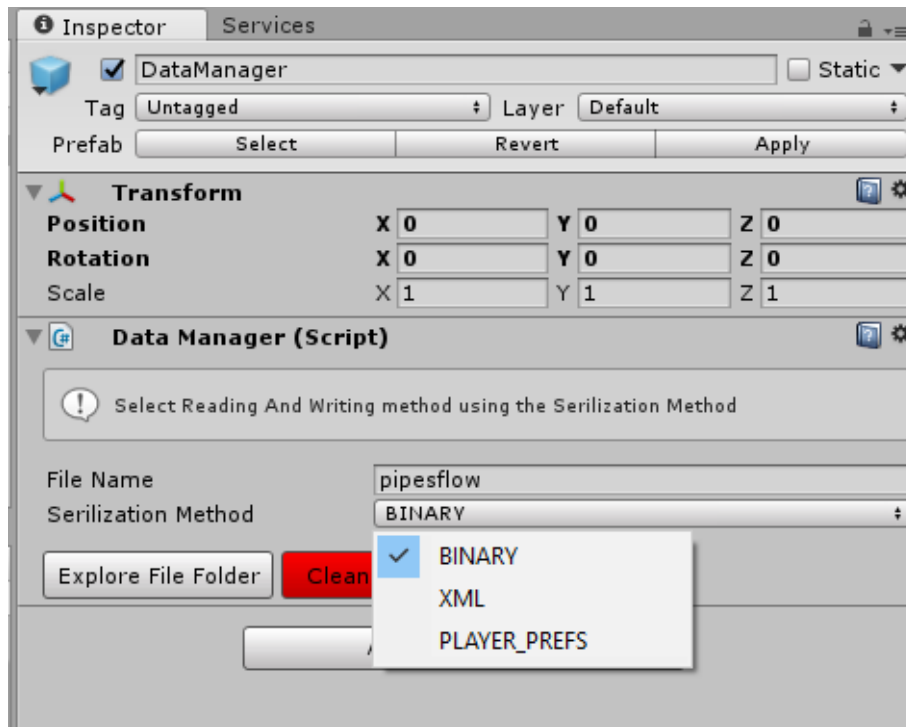 Inspector Services
DataManager Static
Tag Untagged Layer Default
Prefab Select Revert Apply
Transform
Position X 0 Y 0 Z 0
Rotation X 0 Y 0 Z 0
Scale X 1 Y 1 Z 1
Data Manager (Script)
Select Reading And Writing method using the Serilization Method
File Name pipesflow
Serilization Method BINARY
BINARY
Explore File Folder Clean
XML
PLAYER_PREFS